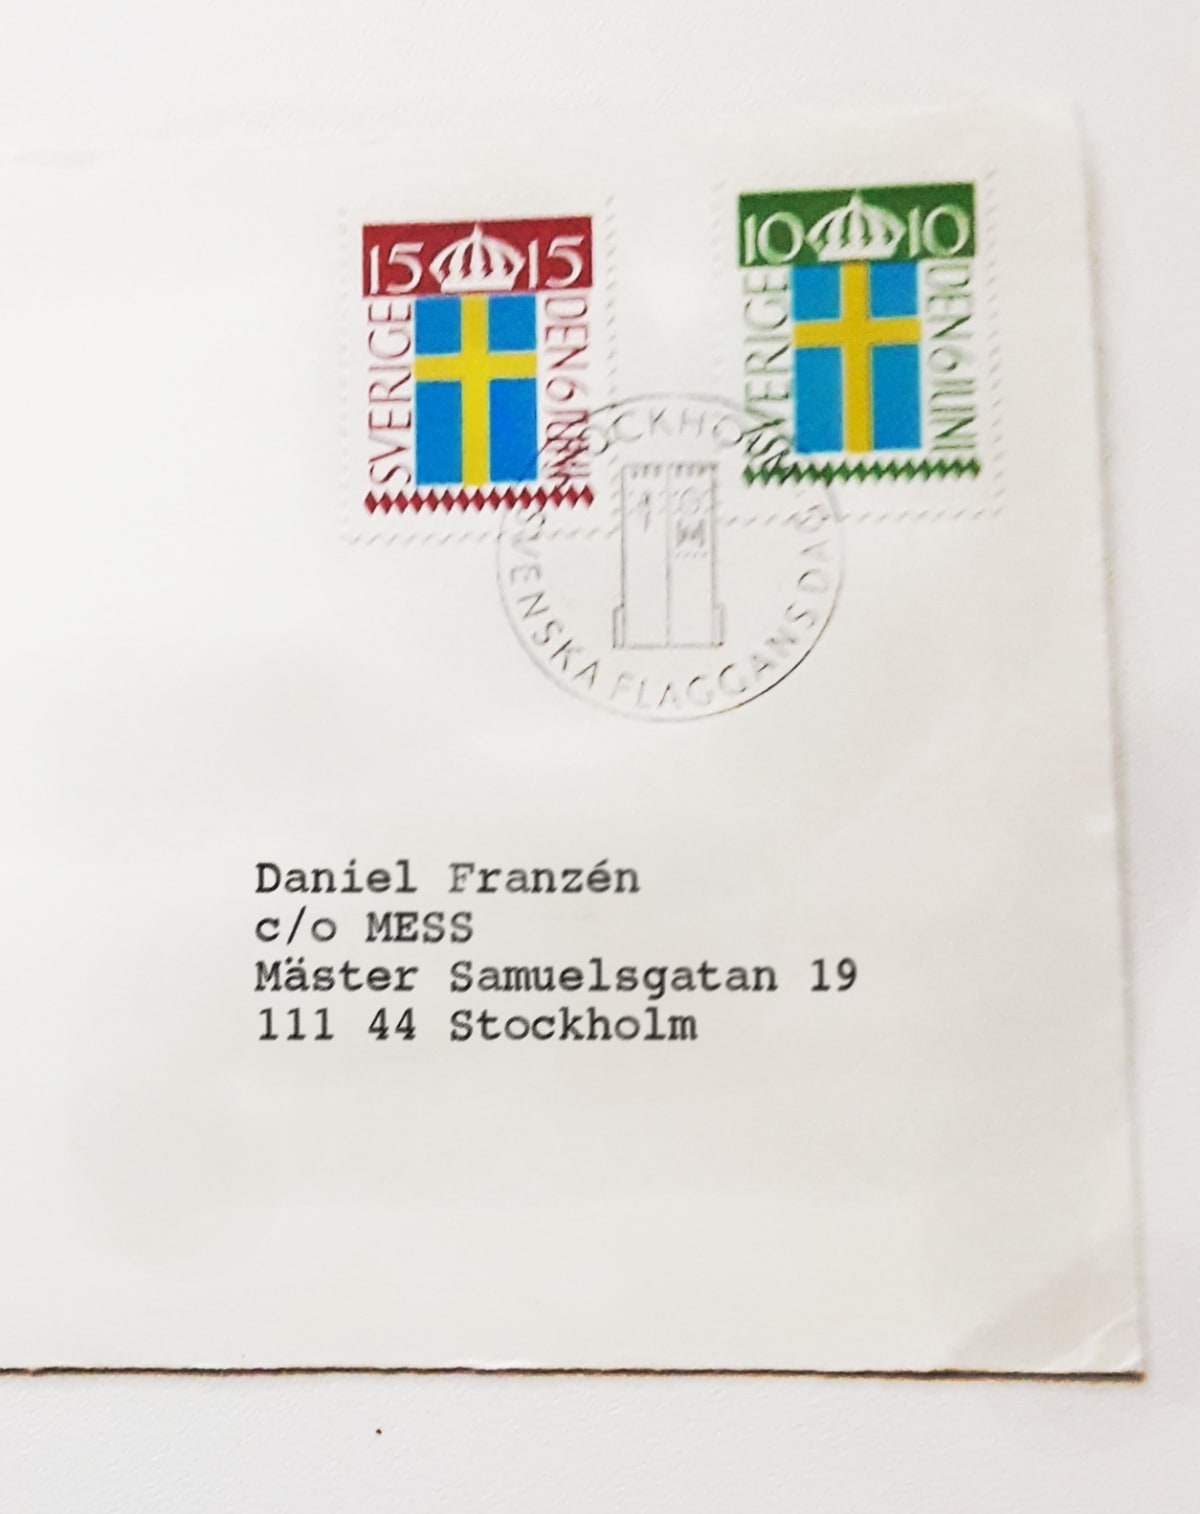 15 15
SVERIGE
DEN 6 JUNI
10 10
SVERIGE
DEN 6 JUNI
STOCKHOLM
SVENSKA FLAGGANS DAG
Daniel Franzén
c/o MESS
Mäster Samuelsgatan 19
111 44 Stockholm